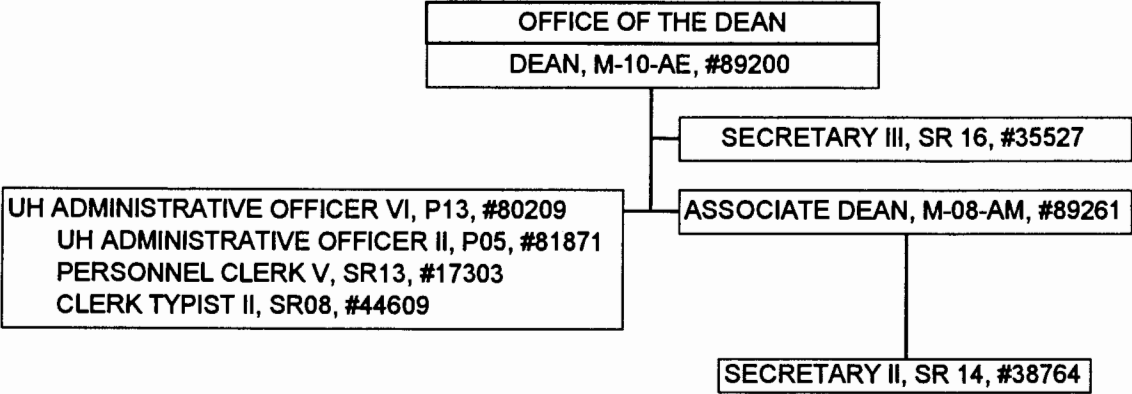 OFFICE OF THE DEAN
DEAN, M-10-AE, #89200
SECRETARY III, SR 16, #35527
UH ADMINISTRATIVE OFFICER VI, P13, #80209
UH ADMINISTRATIVE OFFICER II, P05, #81871
PERSONNEL CLERK V, SR13, #17303
CLERK TYPIST II, SR08, #44609
ASSOCIATE DEAN, M-08-AM, #89261
SECRETARY II, SR 14, #38764